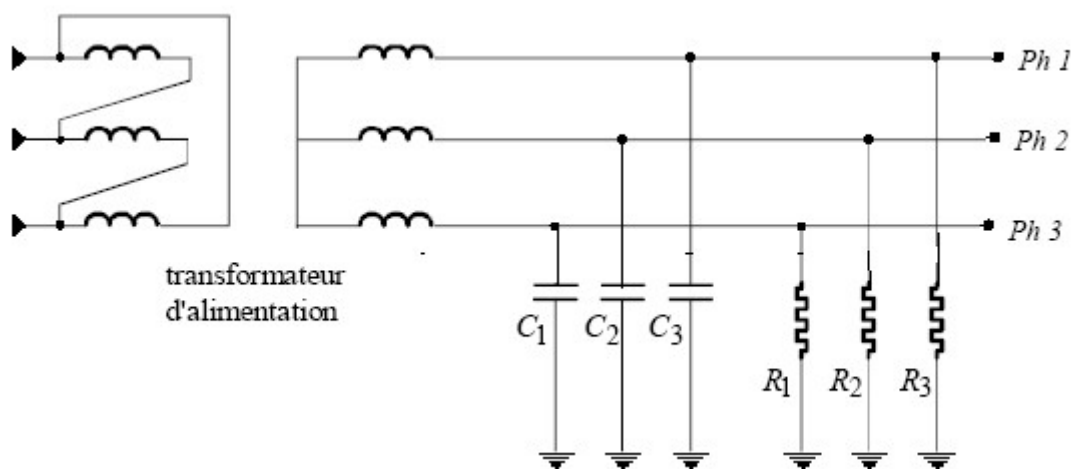 Ph 1
Ph 2
Ph 3
transformateur
d'alimentation
C1 C2 C3
R1 R2 R3